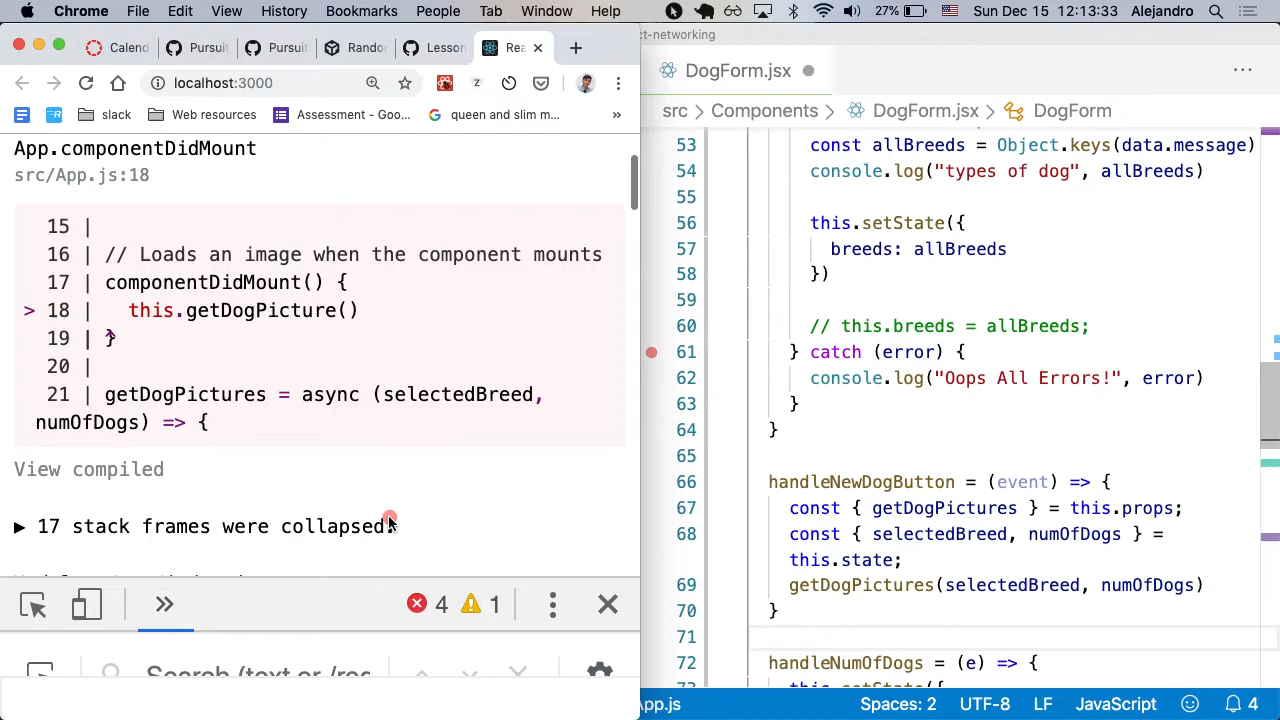 Chrome File Edit View History Bookmarks People Tab Window Help 27% Sun Dec 15 12:13:33 Alejandro
Calend Pursuit Pursuit Rando Lesson Rea
ct-networking
localhost:3000
DogForm.jsx
slack Web resources Assessment - Goo... queen and slim m... »
src > Components > DogForm.jsx > DogForm
App.componentDidMount
src/App.js:18
15 |
16 | // Loads an image when the component mounts
17 | componentDidMount() {
> 18 | this.getDogPicture()
19 | }
20 |
21 | getDogPictures = async (selectedBreed,
numOfDogs) => {
View compiled
▶ 17 stack frames were collapsed.
4 1
53 const allBreeds = Object.keys(data.message)
54 console.log("types of dog", allBreeds)
55
56 this.setState({
57 breeds: allBreeds
58 })
59
60 // this.breeds = allBreeds;
61 } catch (error) {
62 console.log("Oops All Errors!", error)
63 }
64 }
65
66 handleNewDogButton = (event) => {
67 const { getDogPictures } = this.props;
68 const { selectedBreed, numOfDogs } =
this.state;
69 getDogPictures(selectedBreed, numOfDogs)
70 }
71
72 handleNumOfDogs = (e) => {
73 this.setState({
App.js Spaces: 2 UTF-8 LF JavaScript 4